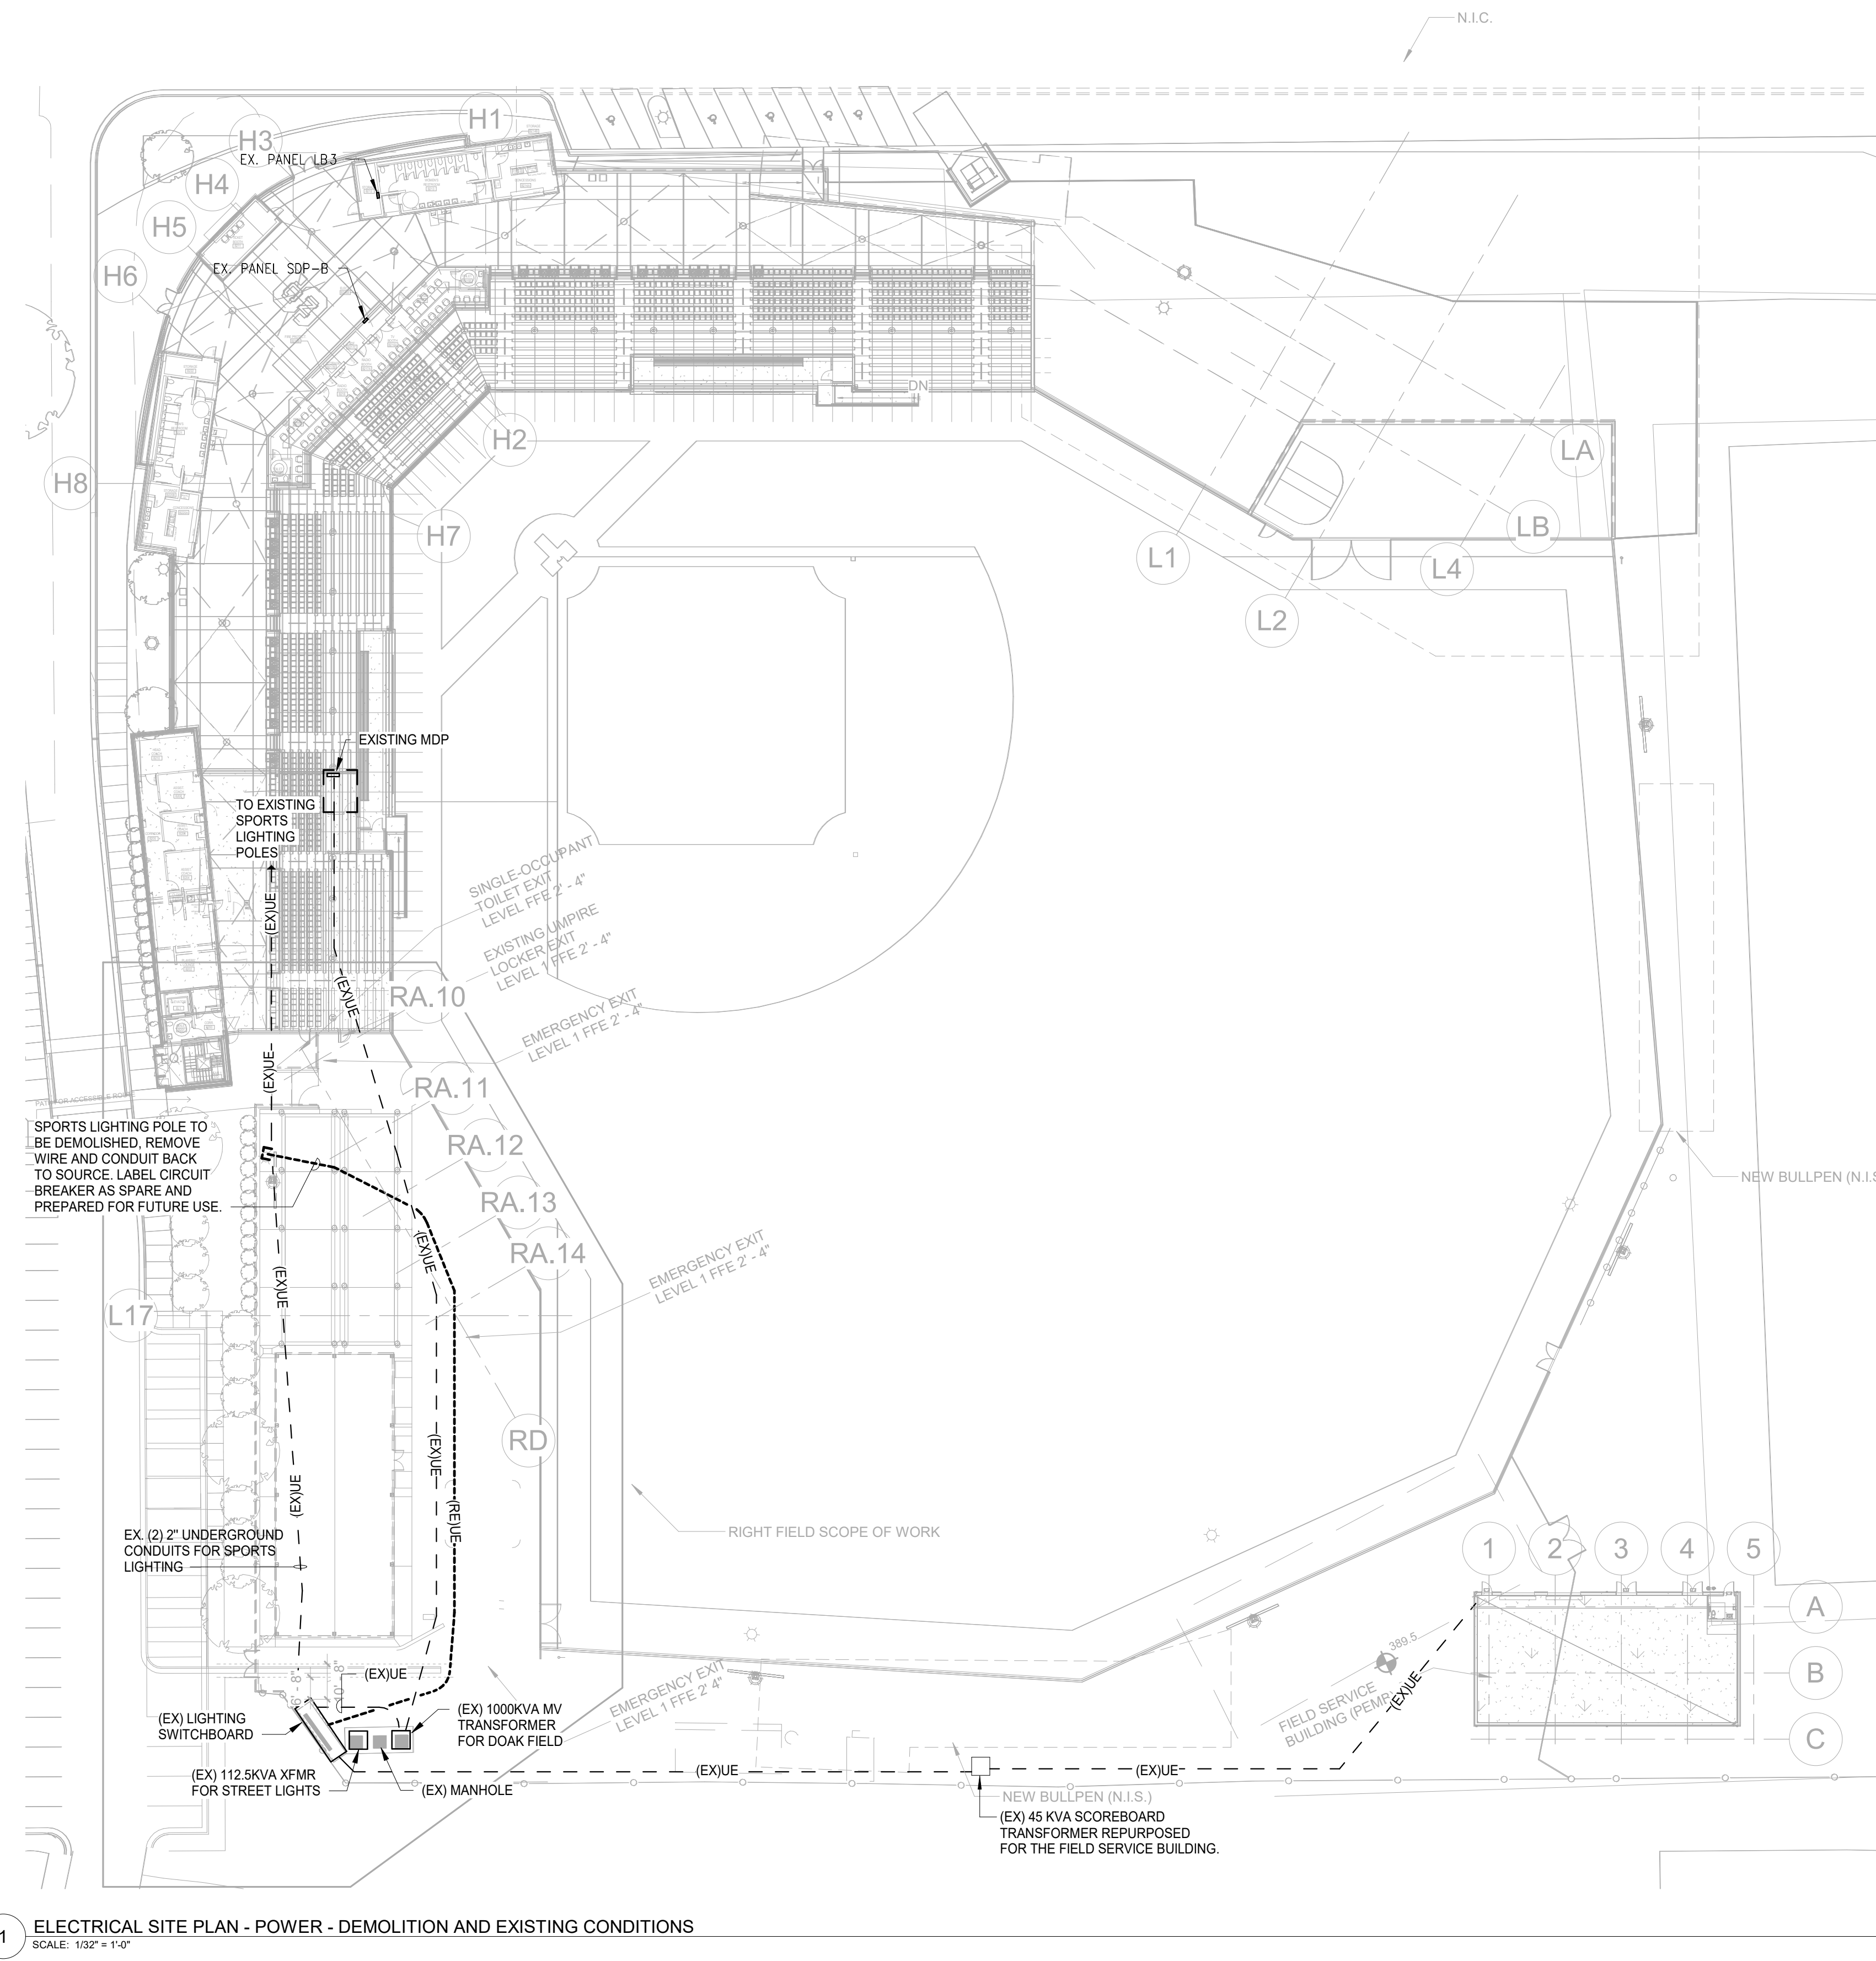 N.I.C.
H1
H3
EX. PANEL LB3
H4
H5
EX. PANEL SDP-B
H6
DN
H2
LA
H8
LB
H7
L1
L4
L2
EXISTING MDP
TO EXISTING
SPORTS
LIGHTING
POLES
SINGLE-OCCUPANT
TOILET EXIT
LEVEL FFE 2' - 4"
(EX)UE
EXISTING UMPIRE
LOCKER EXIT
LEVEL 1 FFE 2' - 4"
(EX)UE
RA.10
EMERGENCY EXIT
LEVEL 1 FFE 2' - 4"
(EX)UE
RA.11
SPORTS LIGHTING POLE TO
BE DEMOLISHED, REMOVE
WIRE AND CONDUIT BACK
TO SOURCE. LABEL CIRCUIT
BREAKER AS SPARE AND
PREPARED FOR FUTURE USE.
RA.12
NEW BULLPEN (N.I.S
RA.13
(EX)UE
RA.14
EMERGENCY EXIT
LEVEL 1 FFE 2' - 4"
(EX)UE
L17
RD
(EX)UE
(EX)UE
(RE)UE
EX. (2) 2" UNDERGROUND
CONDUITS FOR SPORTS
LIGHTING
RIGHT FIELD SCOPE OF WORK
1
2
3
4
5
A
389.5
B
(EX)UE
6' - 8"
10' 8"
EMERGENCY EXIT
LEVEL 1 FFE 2' 4"
FIELD SERVICE
BUILDING (PEMB)
(EX)UE
(EX) LIGHTING
SWITCHBOARD
(EX) 1000KVA MV
TRANSFORMER
FOR DOAK FIELD
C
(EX)UE
(EX)UE
(EX) 112.5KVA XFMR
FOR STREET LIGHTS
(EX) MANHOLE
NEW BULLPEN (N.I.S.)
(EX) 45 KVA SCOREBOARD
TRANSFORMER REPURPOSED
FOR THE FIELD SERVICE BUILDING.
1
ELECTRICAL SITE PLAN - POWER - DEMOLITION AND EXISTING CONDITIONS
SCALE: 1/32" = 1'-0"